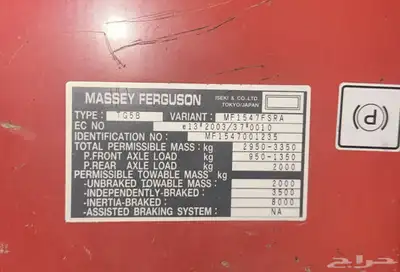 MASSEY FERGUSON
ISEKI & CO.,LTD.
TOKYO/JAPAN
TYPE: TG5B VARIANT: MF1547FSRA
EC NO e13*2003/37*0010
IDENTIFICATION NO: MF1547001235
TOTAL PERMISSIBLE MASS: kg 2950-3350
P.FRONT AXLE LOAD kg 950-1350
P.REAR AXLE LOAD kg 2000
PERMISSIBLE TOWABLE MASS kg
-UNBRAKED TOWABLE MASS: 2000
-INDEPENDENTLY-BRAKED: 3500
-INERTIA-BRAKED: 8000
-ASSISTED BRAKING SYSTEM: NA
P
حراج